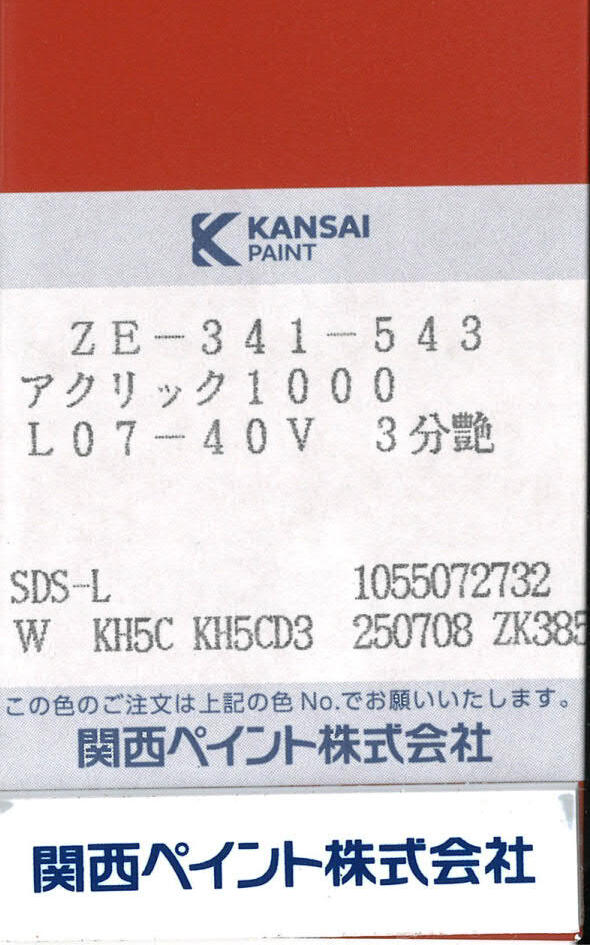 KANSAI
PAINT
ZE-341-543
アクリック1000
L07-40V 3分艶
SDS-L 1055072732
W KH5C KH5CD3 250708 ZK385
この色のご注文は上記の色No.でお願いいたします。
関西ペイント株式会社
関西ペイント株式会社